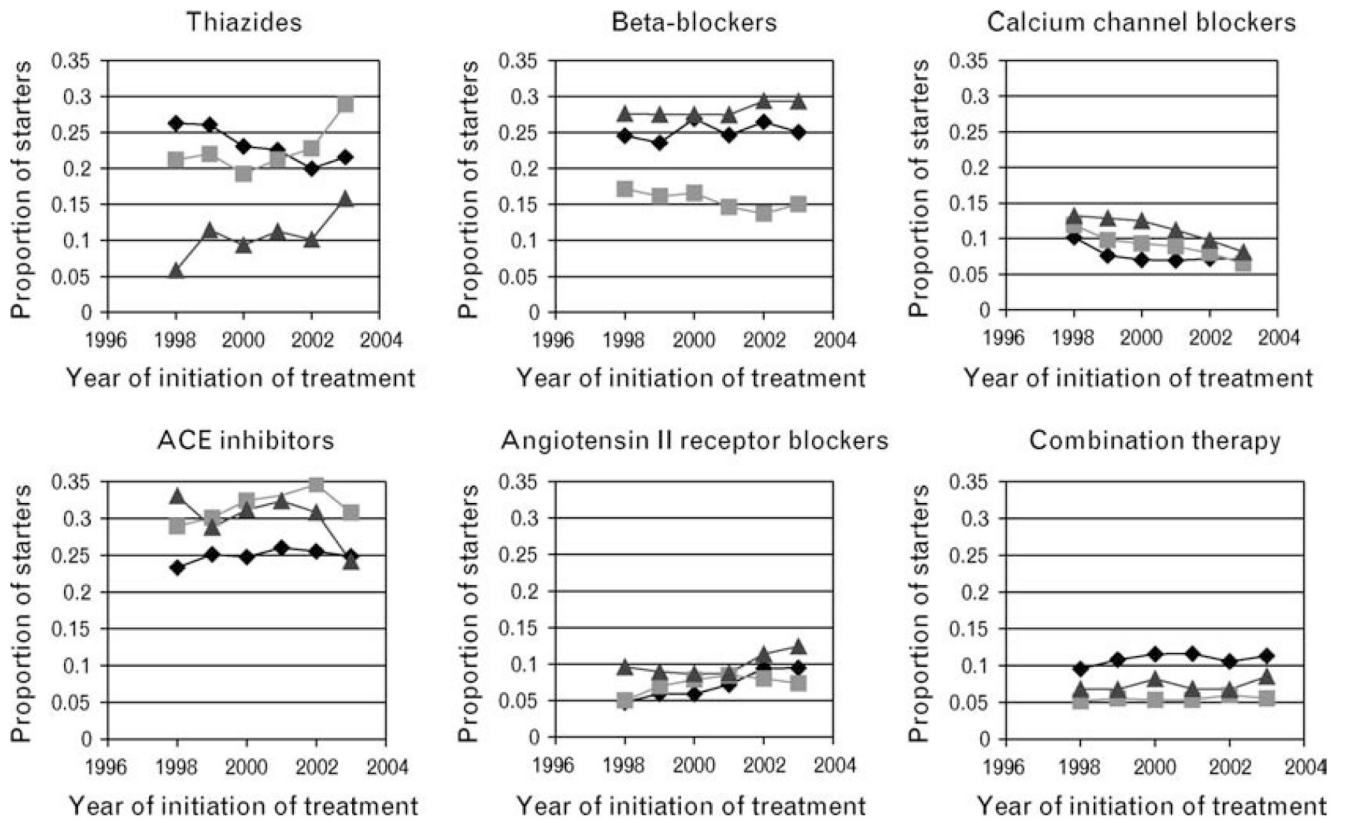 Thiazides
Proportion of starters
0.35
0.3
0.25
0.2
0.15
0.1
0.05
0
1996 1998 2000 2002 2004
Year of initiation of treatment
Beta-blockers
Proportion of starters
0.35
0.3
0.25
0.2
0.15
0.1
0.05
0
1996 1998 2000 2002 2004
Year of initiation of treatment
Calcium channel blockers
Proportion of starters
0.35
0.3
0.25
0.2
0.15
0.1
0.05
0
1996 1998 2000 2002 2004
Year of initiation of treatment
ACE inhibitors
Proportion of starters
0.35
0.3
0.25
0.2
0.15
0.1
0.05
0
1996 1998 2000 2002 2004
Year of initiation of treatment
Angiotensin II receptor blockers
Proportion of starters
0.35
0.3
0.25
0.2
0.15
0.1
0.05
0
1996 1998 2000 2002 2004
Year of initiation of treatment
Combination therapy
Proportion of starters
0.35
0.3
0.25
0.2
0.15
0.1
0.05
0
1996 1998 2000 2002 2004
Year of initiation of treatment